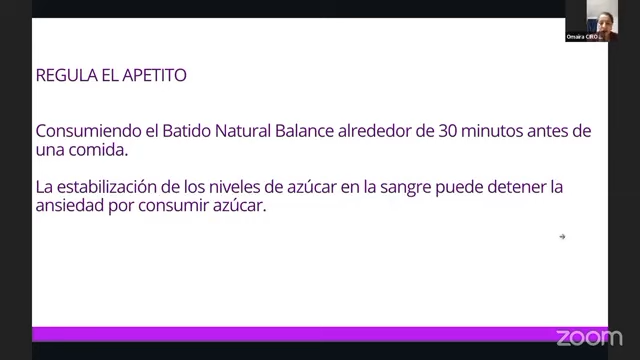 Omaira CIRO
REGULA EL APETITO
Consumiendo el Batido Natural Balance alrededor de 30 minutos antes de
una comida.
La estabilización de los niveles de azúcar en la sangre puede detener la
ansiedad por consumir azúcar.
zoom